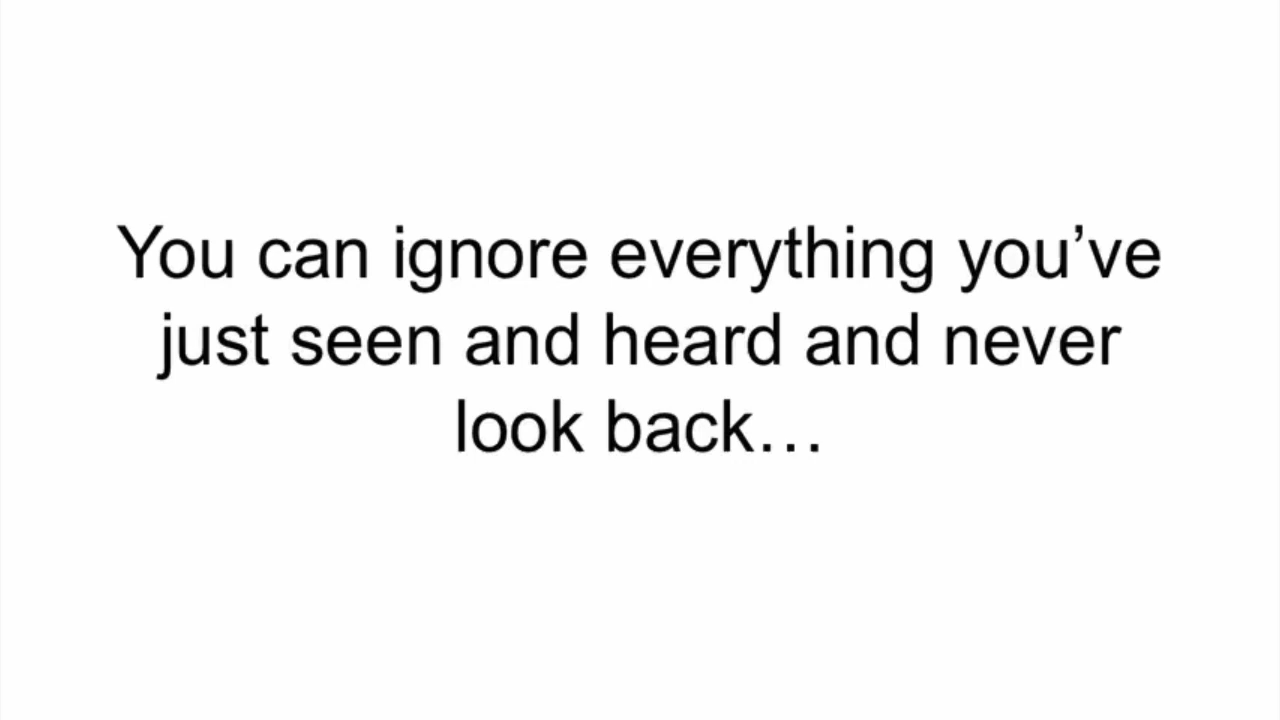 You can ignore everything you’ve
just seen and heard and never
look back…